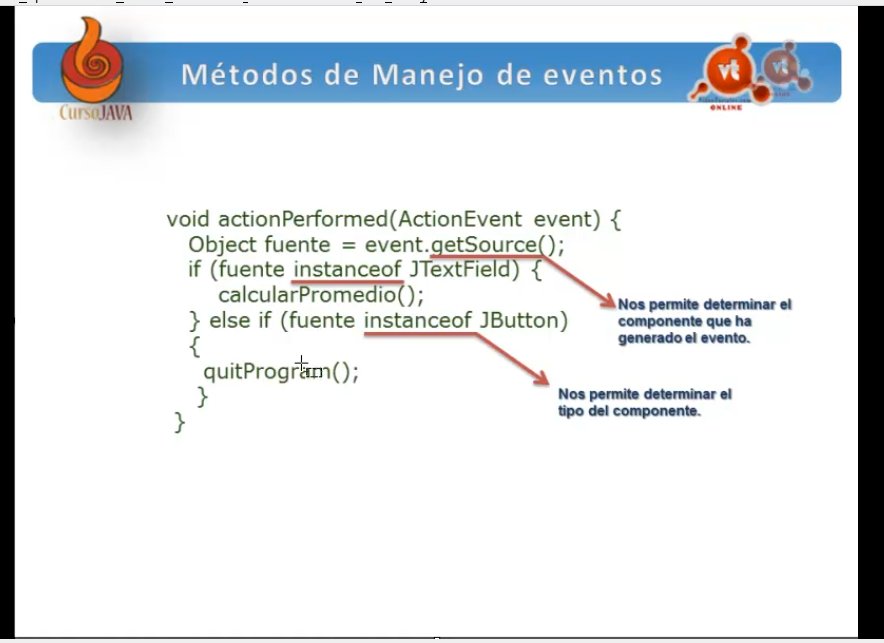 Métodos de Manejo de eventos
CursoJAVA
vt
ONLINE
void actionPerformed(ActionEvent event) {
Object fuente = event.getSource();
if (fuente instanceof JTextField) {
calcularPromedio();
} else if (fuente instanceof JButton)
{
quitProgram();
}
}
Nos permite determinar el
componente que ha
generado el evento.
Nos permite determinar el
tipo del componente.